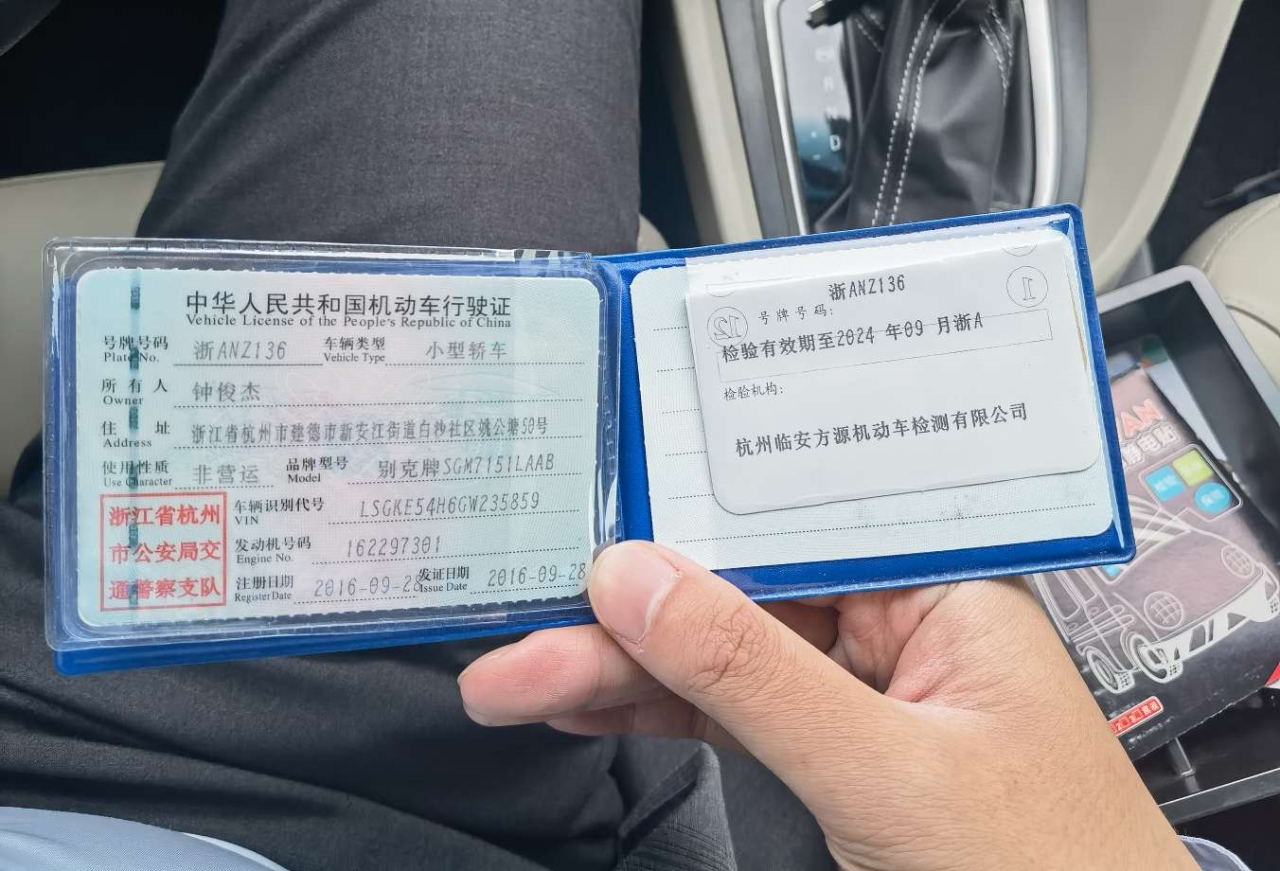 中华人民共和国机动车行驶证
Vehicle License of the People's Republic of China
号牌号码 浙ANZ136 车辆类型 小型轿车
Plate No. Vehicle Type
所有人 钟俊杰
Owner
住址 浙江省杭州市建德市新安江街道白沙社区姚公塘50号
Address
使用性质 非营运 品牌型号 别克牌SGM7151LAAB
Use Character Model
浙江省杭州
市公安局交
通警察支队
车辆识别代号 LSGKE54H6GW235859
VIN
发动机号码 162297301
Engine No.
注册日期 2016-09-28 发证日期 2016-09-28
Register Date Issue Date
浙ANZ136
号牌号码:
12
1
检验有效期至2024 年09 月浙A
检验机构:
杭州临安方源机动车检测有限公司
R
N
D